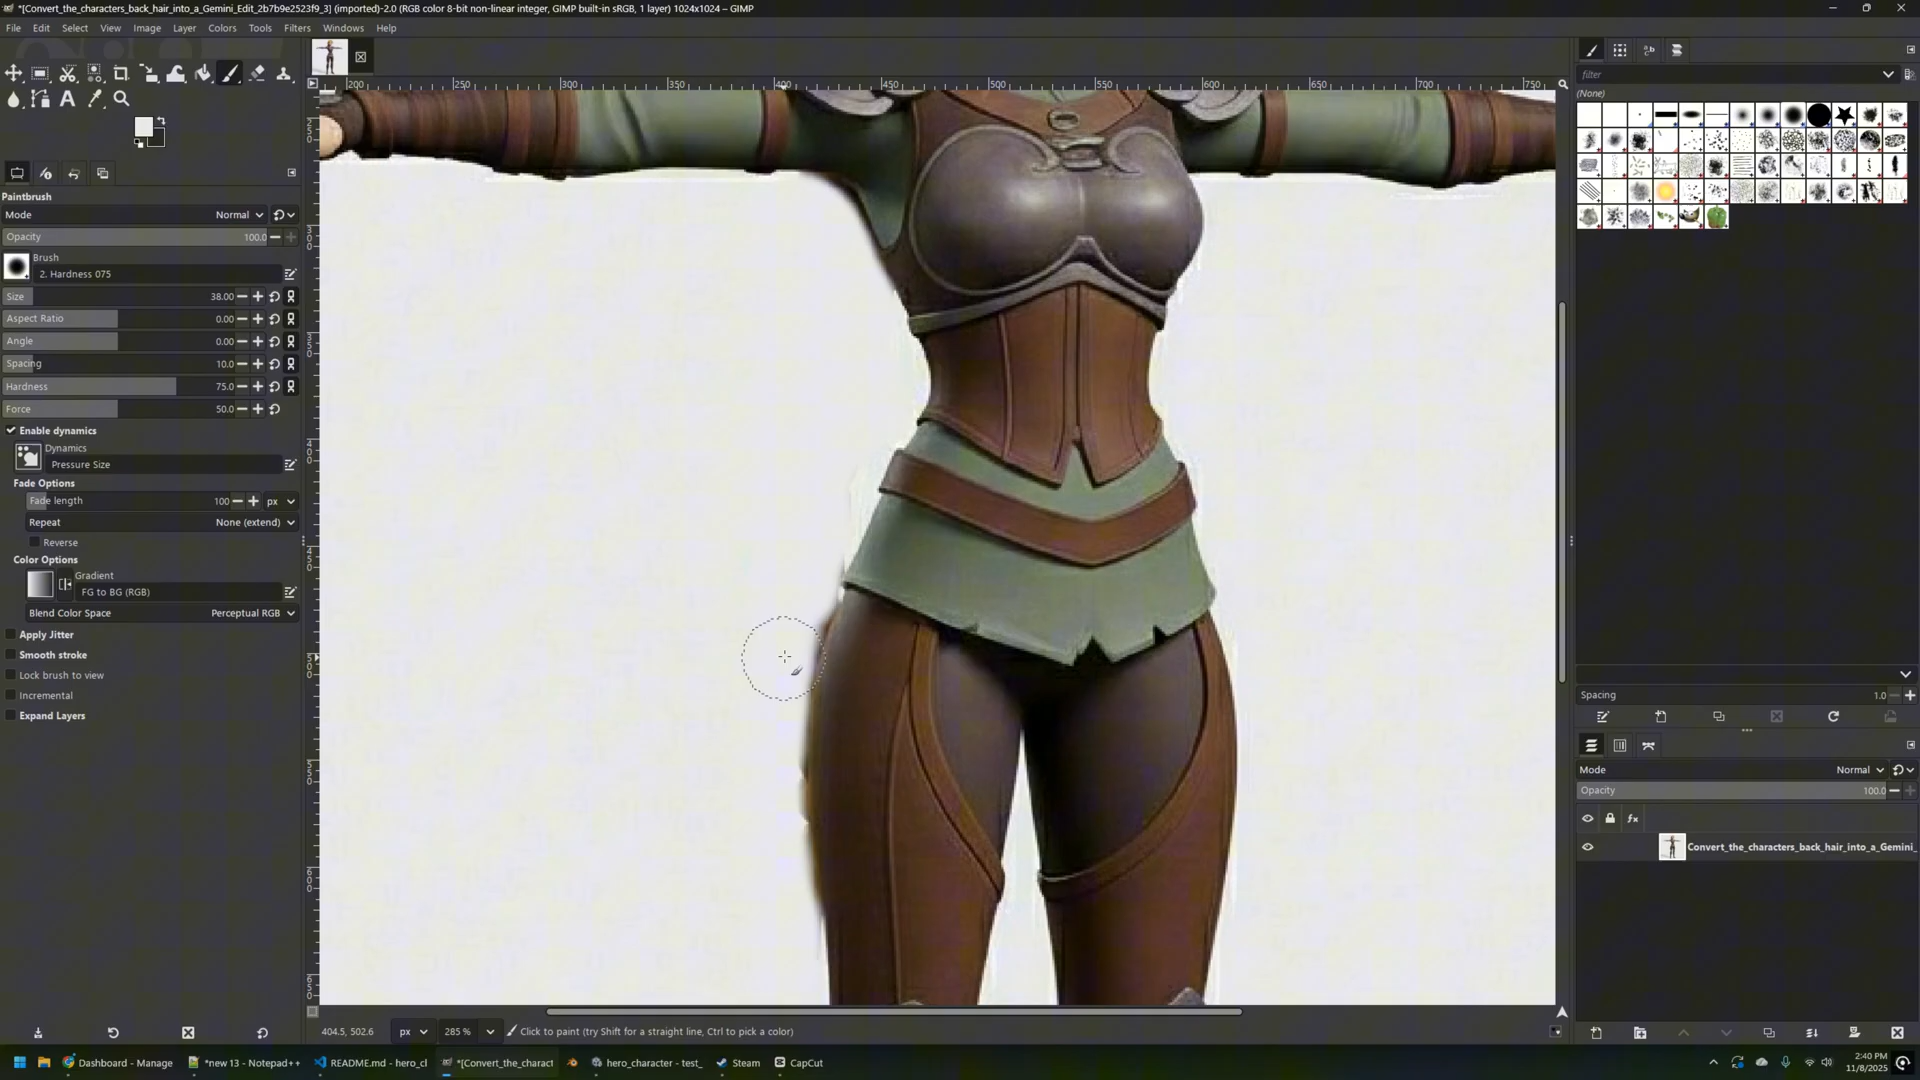 *[Convert_the_characters_back_hair_into_a_Gemini_Edit_2b7b9e2523f9_3] (imported)-2.0 (RGB color 8-bit non-linear integer, GIMP built-in sRGB, 1 layer) 1024x1024 – GIMP
File Edit Select View Image Layer Colors Tools Filters Windows Help
200 250 300 350 400 450 500 550 600 650 700 750
Paintbrush
Mode Normal
Opacity 100.0
Brush
2. Hardness 075
Size 38.00
Aspect Ratio 0.00
Angle 0.00
Spacing 10.0
Hardness 75.0
Force 50.0
Enable dynamics
Dynamics
Pressure Size
Fade Options
Fade length 100 px
Repeat None (extend)
Reverse
Color Options
Gradient
FG to BG (RGB)
Blend Color Space Perceptual RGB
Apply Jitter
Smooth stroke
Lock brush to view
Incremental
Expand Layers
404.5, 502.6 px 285 % Click to paint (try Shift for a straight line, Ctrl to pick a color)
filter
(None)
Spacing 1.0
Mode Normal
Opacity 100.0
fx
Convert_the_characters_back_hair_into_a_Gemini_
Dashboard - Manage *new 13 - Notepad++ README.md - hero_cl *[Convert_the_charact hero_character - test_ Steam CapCut
2:40 PM
11/8/2025